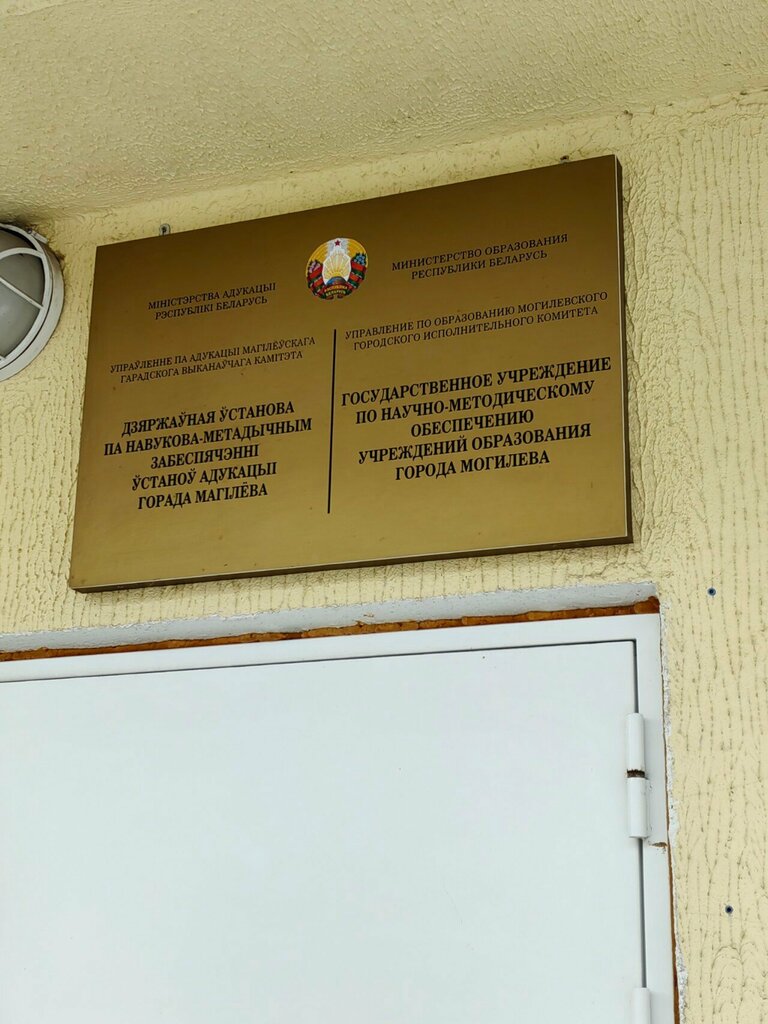 МІНІСТЭРСТВА АДУКАЦЫІ
РЭСПУБЛІКІ БЕЛАРУСЬ
УПРАЎЛЕННЕ ПА АДУКАЦЫІ МАГІЛЁЎСКАГА
ГАРАДСКАГА ВЫКАНАЎЧАГА КАМІТЭТА
ДЗЯРЖАЎНАЯ ЎСТАНОВА
ПА НАВУКОВА-МЕТАДЫЧНЫМ
ЗАБЕСПЯЧЭННІ
ЎСТАНОЎ АДУКАЦЫІ
ГОРАДА МАГІЛЁВА
МИНИСТЕРСТВО ОБРАЗОВАНИЯ
РЕСПУБЛИКИ БЕЛАРУСЬ
УПРАВЛЕНИЕ ПО ОБРАЗОВАНИЮ МОГИЛЕВСКОГО
ГОРОДСКОГО ИСПОЛНИТЕЛЬНОГО КОМИТЕТА
ГОСУДАРСТВЕННОЕ УЧРЕЖДЕНИЕ
ПО НАУЧНО-МЕТОДИЧЕСКОМУ
ОБЕСПЕЧЕНИЮ
УЧРЕЖДЕНИЙ ОБРАЗОВАНИЯ
ГОРОДА МОГИЛЕВА